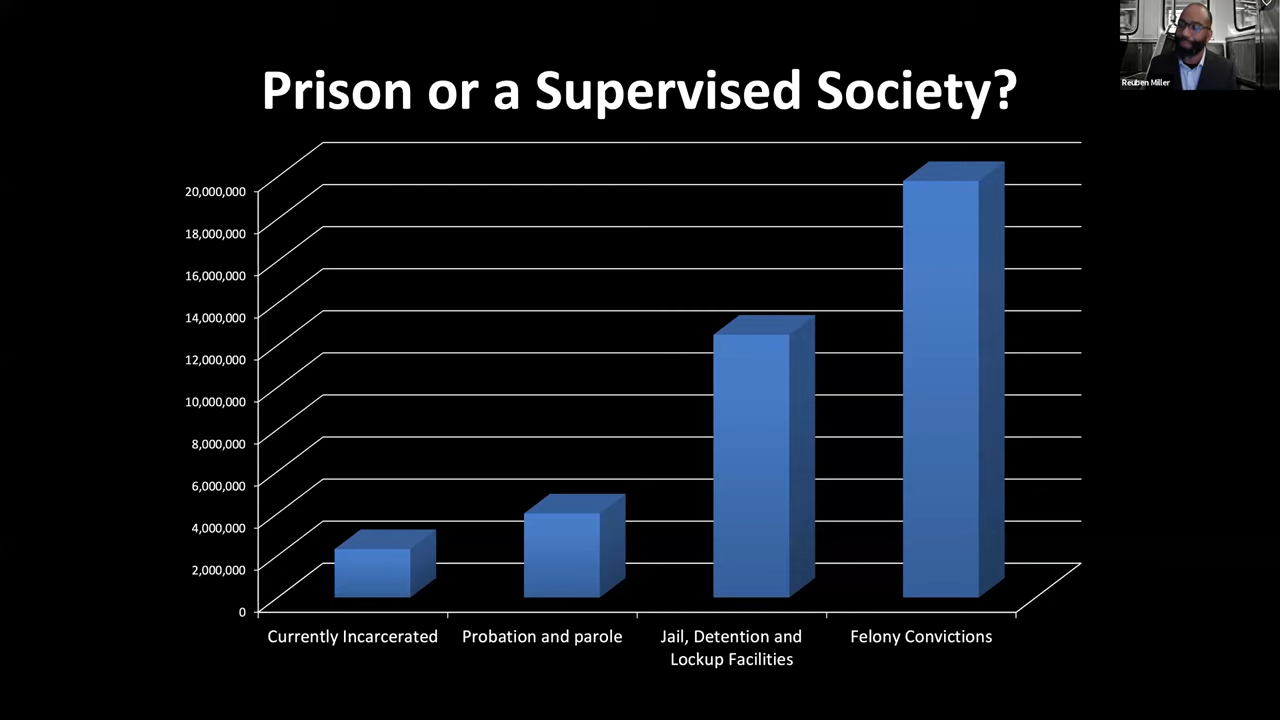 Reuben Miller
Prison or a Supervised Society?
20,000,000
18,000,000
16,000,000
14,000,000
12,000,000
10,000,000
8,000,000
6,000,000
4,000,000
2,000,000
0
Currently Incarcerated
Probation and parole
Jail, Detention and
Lockup Facilities
Felony Convictions